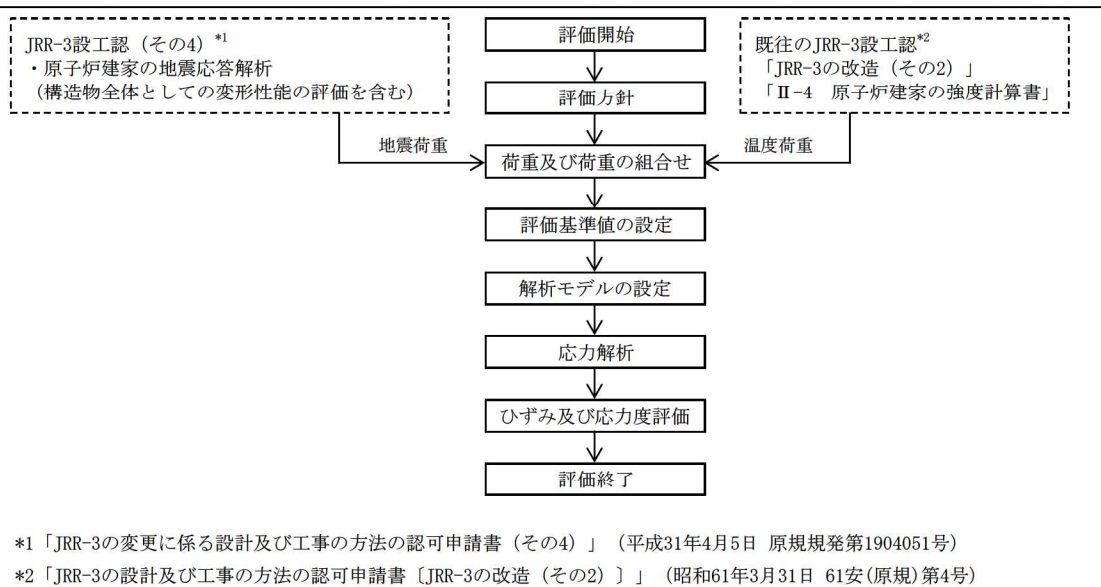 JRR-3設工認（その4）*1
・原子炉建家の地震応答解析
（構造物全体としての変形性能の評価を含む）
評価開始
既往のJRR-3設工認*2
「JRR-3の改造（その2）」
「Ⅱ-4　原子炉建家の強度計算書」
評価方針
地震荷重
温度荷重
荷重及び荷重の組合せ
評価基準値の設定
解析モデルの設定
応力解析
ひずみ及び応力度評価
評価終了
*1「JRR-3の変更に係る設計及び工事の方法の認可申請書（その4）」（平成31年4月5日 原規規発第1904051号）
*2「JRR-3の設計及び工事の方法の認可申請書〔JRR-3の改造（その2）〕」（昭和61年3月31日 61安(原規)第4号）